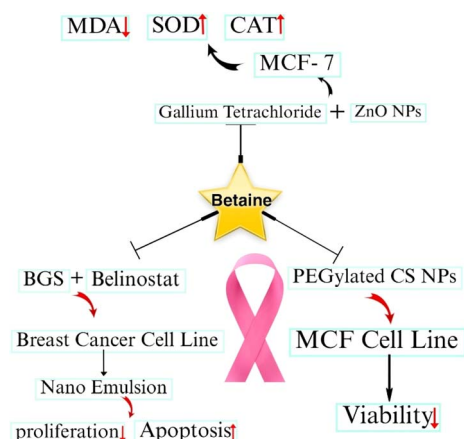 MDA↓ SOD↑ CAT↑
MCF- 7
Gallium Tetrachloride + ZnO NPs
Betaine
BGS + Belinostat
PEGylated CS NPs
Breast Cancer Cell Line
MCF Cell Line
Nano Emulsion
Viability↓
proliferation↓ Apoptosis↑